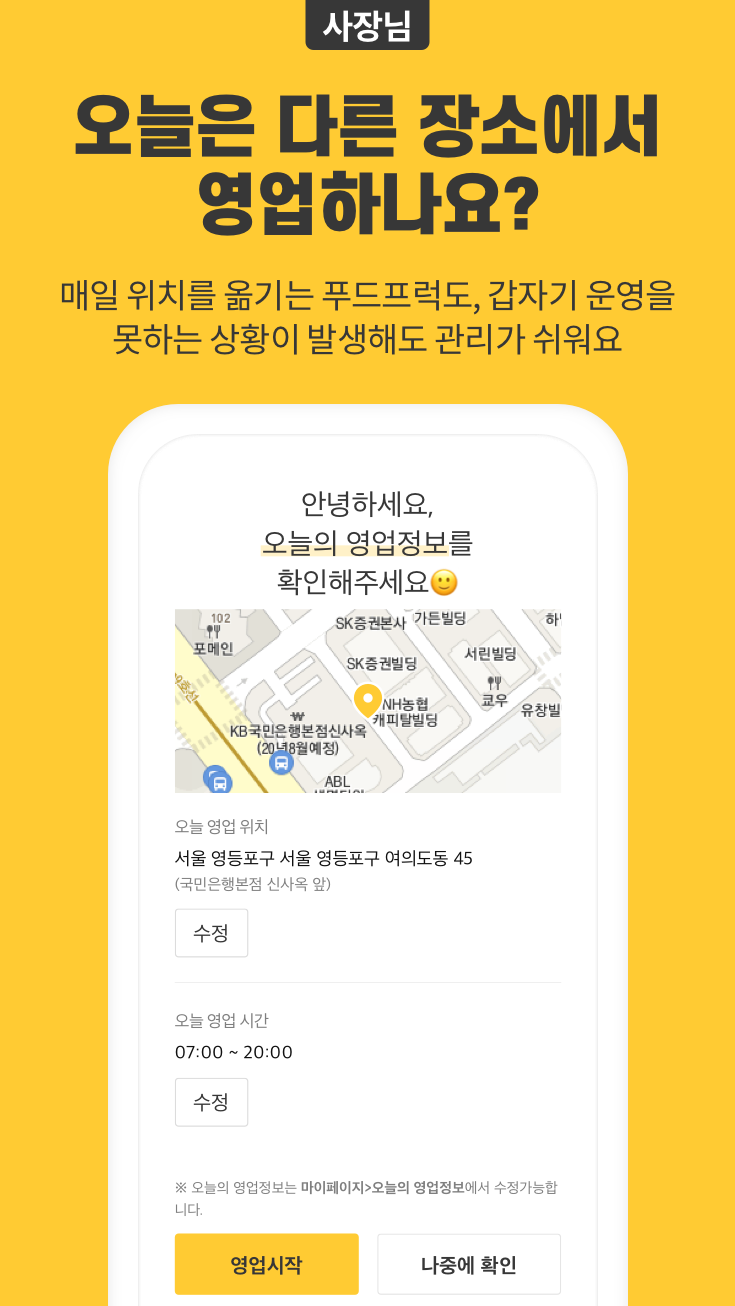 사장님
오늘은 다른 장소에서
영업하나요?
매일 위치를 옮기는 푸드프럭도, 갑자기 운영을
못하는 상황이 발생해도 관리가 쉬워요
안녕하세요,
오늘의 영업정보를
확인해주세요🙂
102
포메인
SK증권본사
가든빌딩
SK증권빌딩
서린빌딩
쿄우
유창빌
NH농협
캐피탈빌딩
₩
KB국민은행본점신사옥
(20년8월예정)
ABL
오늘 영업 위치
서울 영등포구 서울 영등포구 여의도동 45
(국민은행본점 신사옥 앞)
수정
오늘 영업 시간
07:00 ~ 20:00
수정
※ 오늘의 영업정보는 마이페이지>오늘의 영업정보에서 수정가능합
니다.
영업시작
나중에 확인